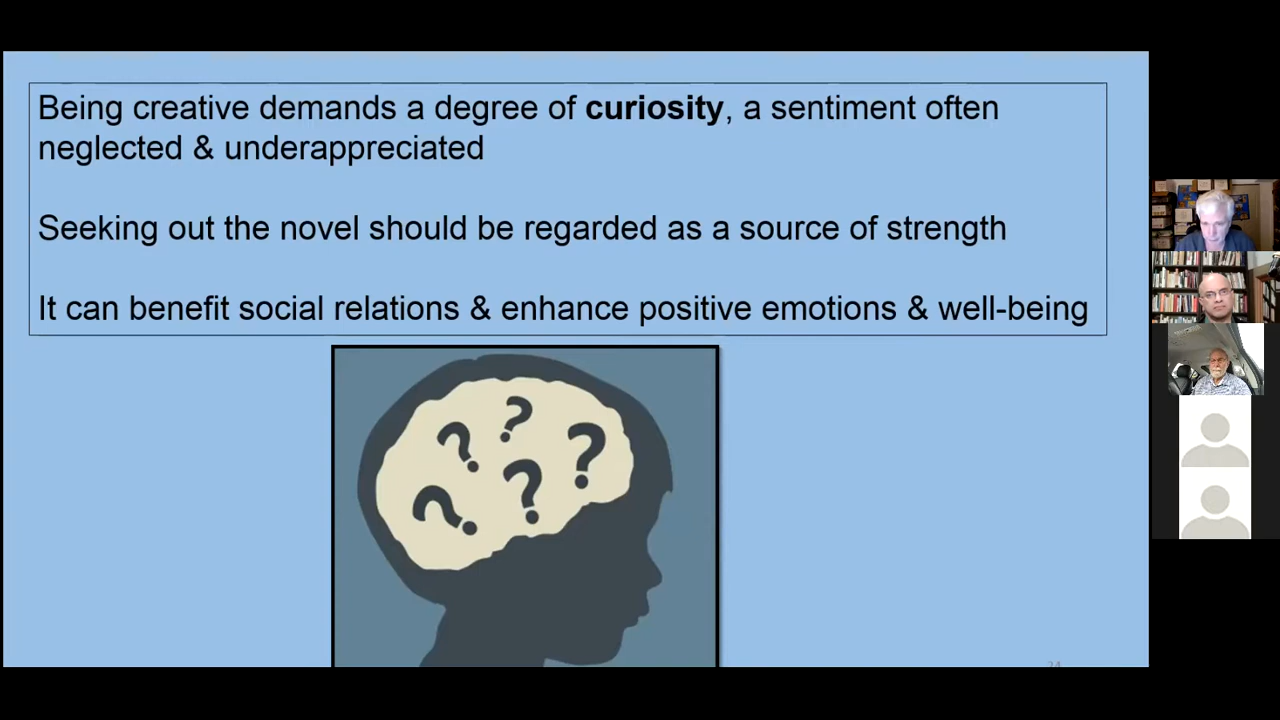 Being creative demands a degree of curiosity, a sentiment often
neglected & underappreciated
Seeking out the novel should be regarded as a source of strength
It can benefit social relations & enhance positive emotions & well-being
? ? ? ? ?
24